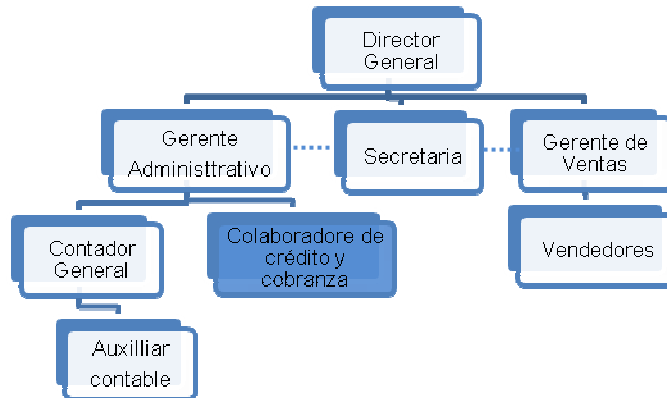 Director
General
Gerente
Administtrativo
Secretaria
Gerente de
Ventas
Contador
General
Colaboradore de
crédito y
cobranza
Vendedores
Auxilliar
contable